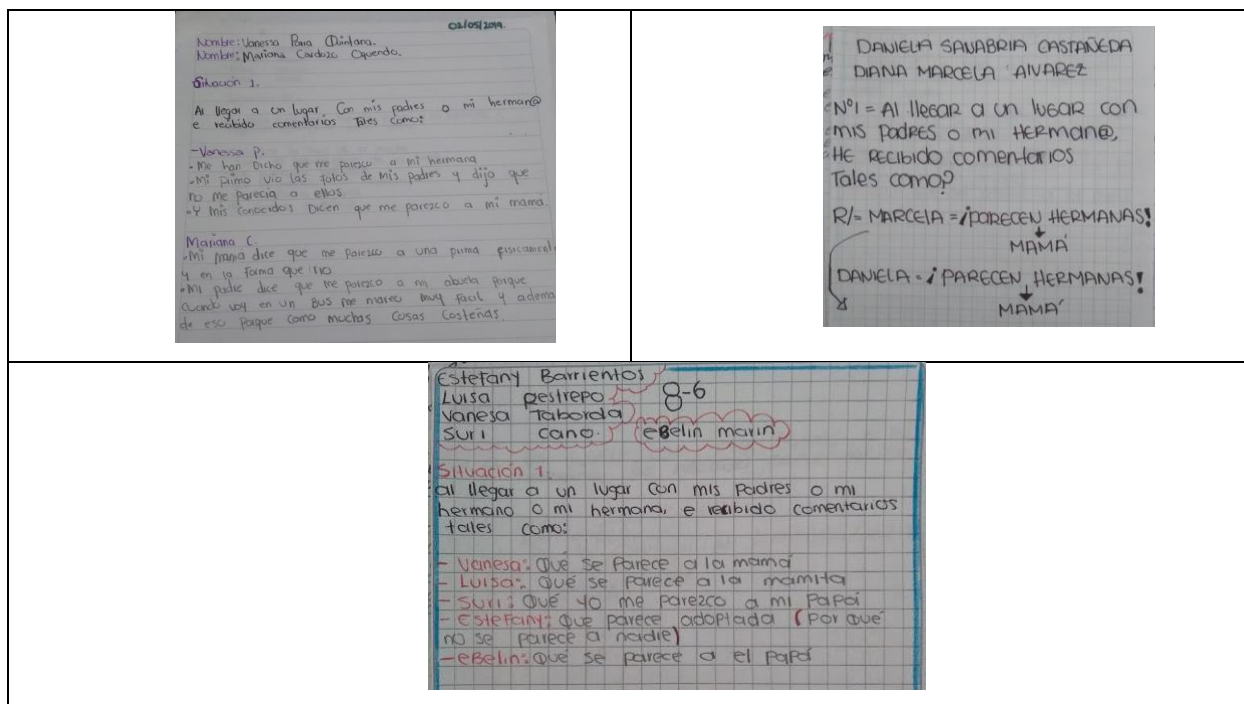 02/05/2019.
Nombre: Vanessa Quintana.
Nombre: Mariana Cardozo Oquendo.
Situación 1.
Al llegar a un lugar Con mis padres o mi herman@
e recibido comentarios Tales como:
-Vanessa P.
-Me han Dicho que me parezco a mi hermana
-Mi primo vio las fotos de mis padres y dijo que
no me parecia a ellos.
-Y mis conocidos Dicen que me parezco a mi mamá.
Mariana C.
-Mi mamá dice que me parezco a una prima fisicament
y en la forma que rio
-Mi padre dice que me parezco a mi abuela porque
cuando voy en un Bus me mareo muy facil y adema
de eso porque como muchas cosas costeñas.
DANIELA SANABRIA CASTAÑEDA
DIANA MARCELA ALVAREZ
Nº1 = Al llegar a un lugar con
mis padres o mi Herman@,
HE RECIBIDO comentarios
Tales como?
R/= MARCELA = ¡PARECEN HERMANAS!
MAMÁ
DANIELA = ¡PARECEN HERMANAS!
MAMÁ
Estefany Barrientos
Luisa Restrepo 8-6
Vanesa Taborda
Suri Cano. eBelin marin
Situación 1.
al llegar a un lugar con mis Padres o mi
hermano o mi hermana, e recibido comentarios
tales como:
- Vanesa: Qué se Parece a la mamá
- Luisa: Qué se parece a la mamita
- Suri: Qué yo me Parezco a mi Papá
- Estefany: Que parece adoptada (Por qué
no se parece a nadie)
- eBelin: Qué se parece a el papá